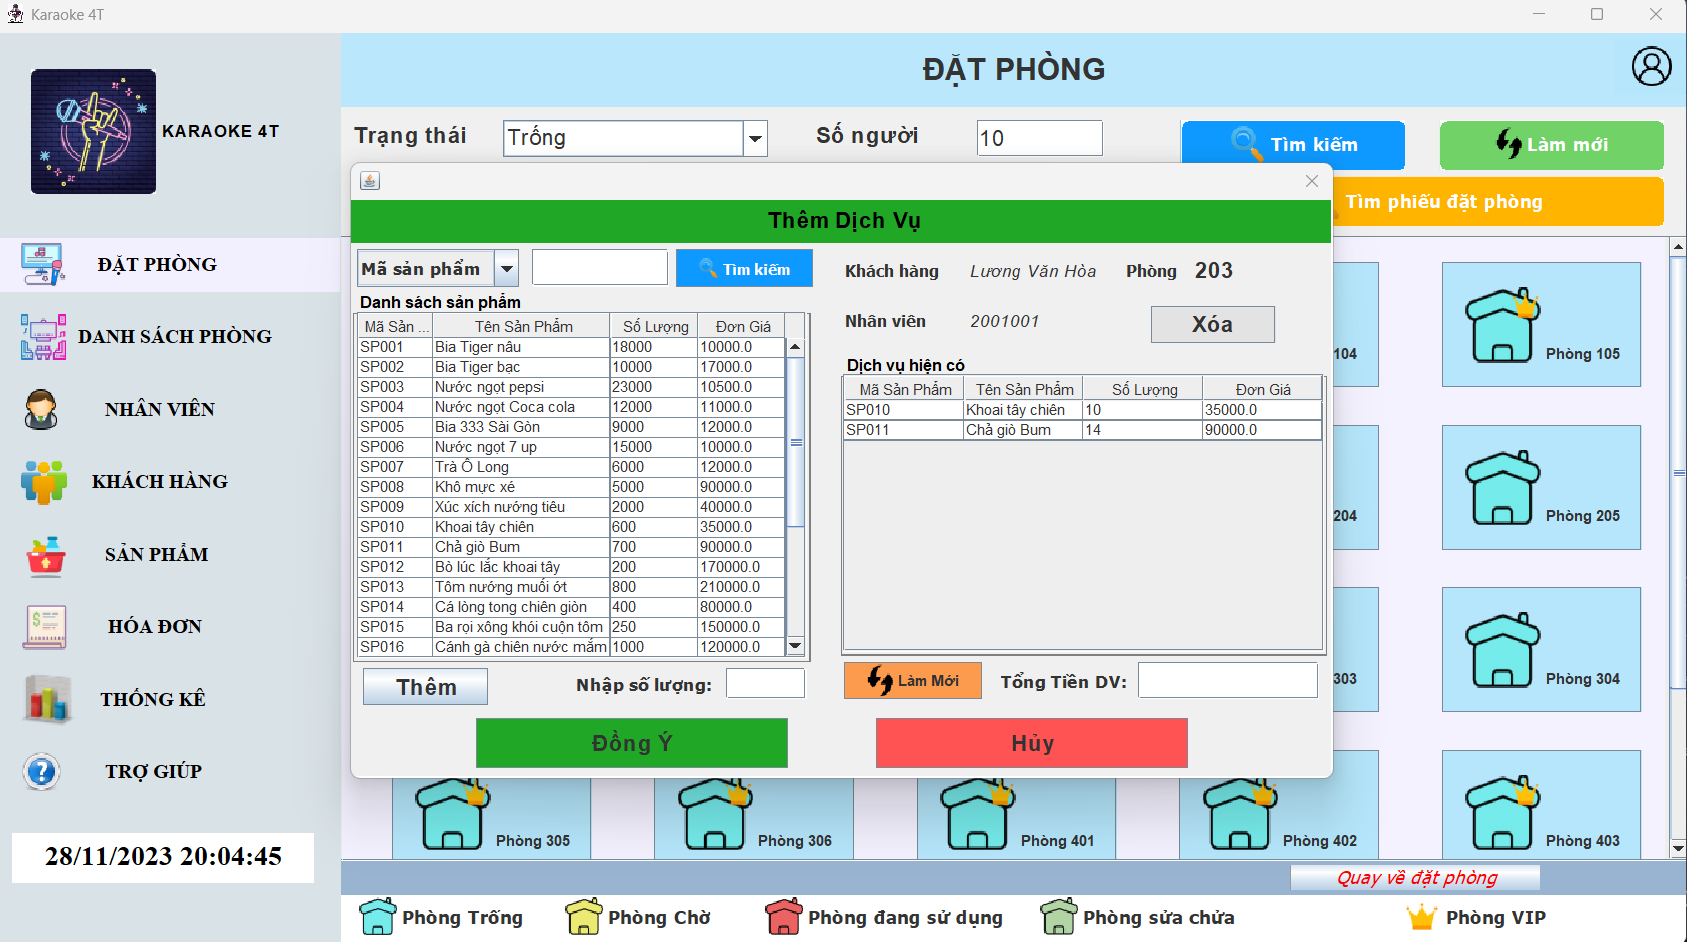 Karaoke 4T
KARAOKE 4T
ĐẶT PHÒNG
DANH SÁCH PHÒNG
NHÂN VIÊN
KHÁCH HÀNG
SẢN PHẨM
HÓA ĐƠN
THỐNG KÊ
TRỢ GIÚP
28/11/2023 20:04:45
ĐẶT PHÒNG
Trạng thái Trống Số người 10 Tìm kiếm Làm mới
Tìm phiếu đặt phòng
Thêm Dịch Vụ
Mã sản phẩm Tìm kiếm
Danh sách sản phẩm
Mã Sản ... Tên Sản Phẩm Số Lượng Đơn Giá
SP001 Bia Tiger nâu 18000 10000.0
SP002 Bia Tiger bạc 10000 17000.0
SP003 Nước ngọt pepsi 23000 10500.0
SP004 Nước ngọt Coca cola 12000 11000.0
SP005 Bia 333 Sài Gòn 9000 12000.0
SP006 Nước ngọt 7 up 15000 10000.0
SP007 Trà Ô Long 6000 12000.0
SP008 Khô mực xé 5000 90000.0
SP009 Xúc xích nướng tiêu 2000 40000.0
SP010 Khoai tây chiên 600 35000.0
SP011 Chả giò Bum 700 90000.0
SP012 Bò lúc lắc khoai tây 200 170000.0
SP013 Tôm nướng muối ớt 800 210000.0
SP014 Cá lòng tong chiên giòn 400 80000.0
SP015 Ba rọi xông khói cuộn tôm 250 150000.0
SP016 Cánh gà chiên nước mắm 1000 120000.0
Thêm Nhập số lượng:
Khách hàng Lương Văn Hòa Phòng 203
Nhân viên 2001001 Xóa
Dịch vụ hiện có
Mã Sản Phẩm Tên Sản Phẩm Số Lượng Đơn Giá
SP010 Khoai tây chiên 10 35000.0
SP011 Chả giò Bum 14 90000.0
Làm Mới Tổng Tiền DV:
Đồng Ý Hủy
104 Phòng 105
204 Phòng 205
303 Phòng 304
Phòng 305 Phòng 306 Phòng 401 Phòng 402 Phòng 403
Quay về đặt phòng
Phòng Trống Phòng Chờ Phòng đang sử dụng Phòng sửa chửa Phòng VIP